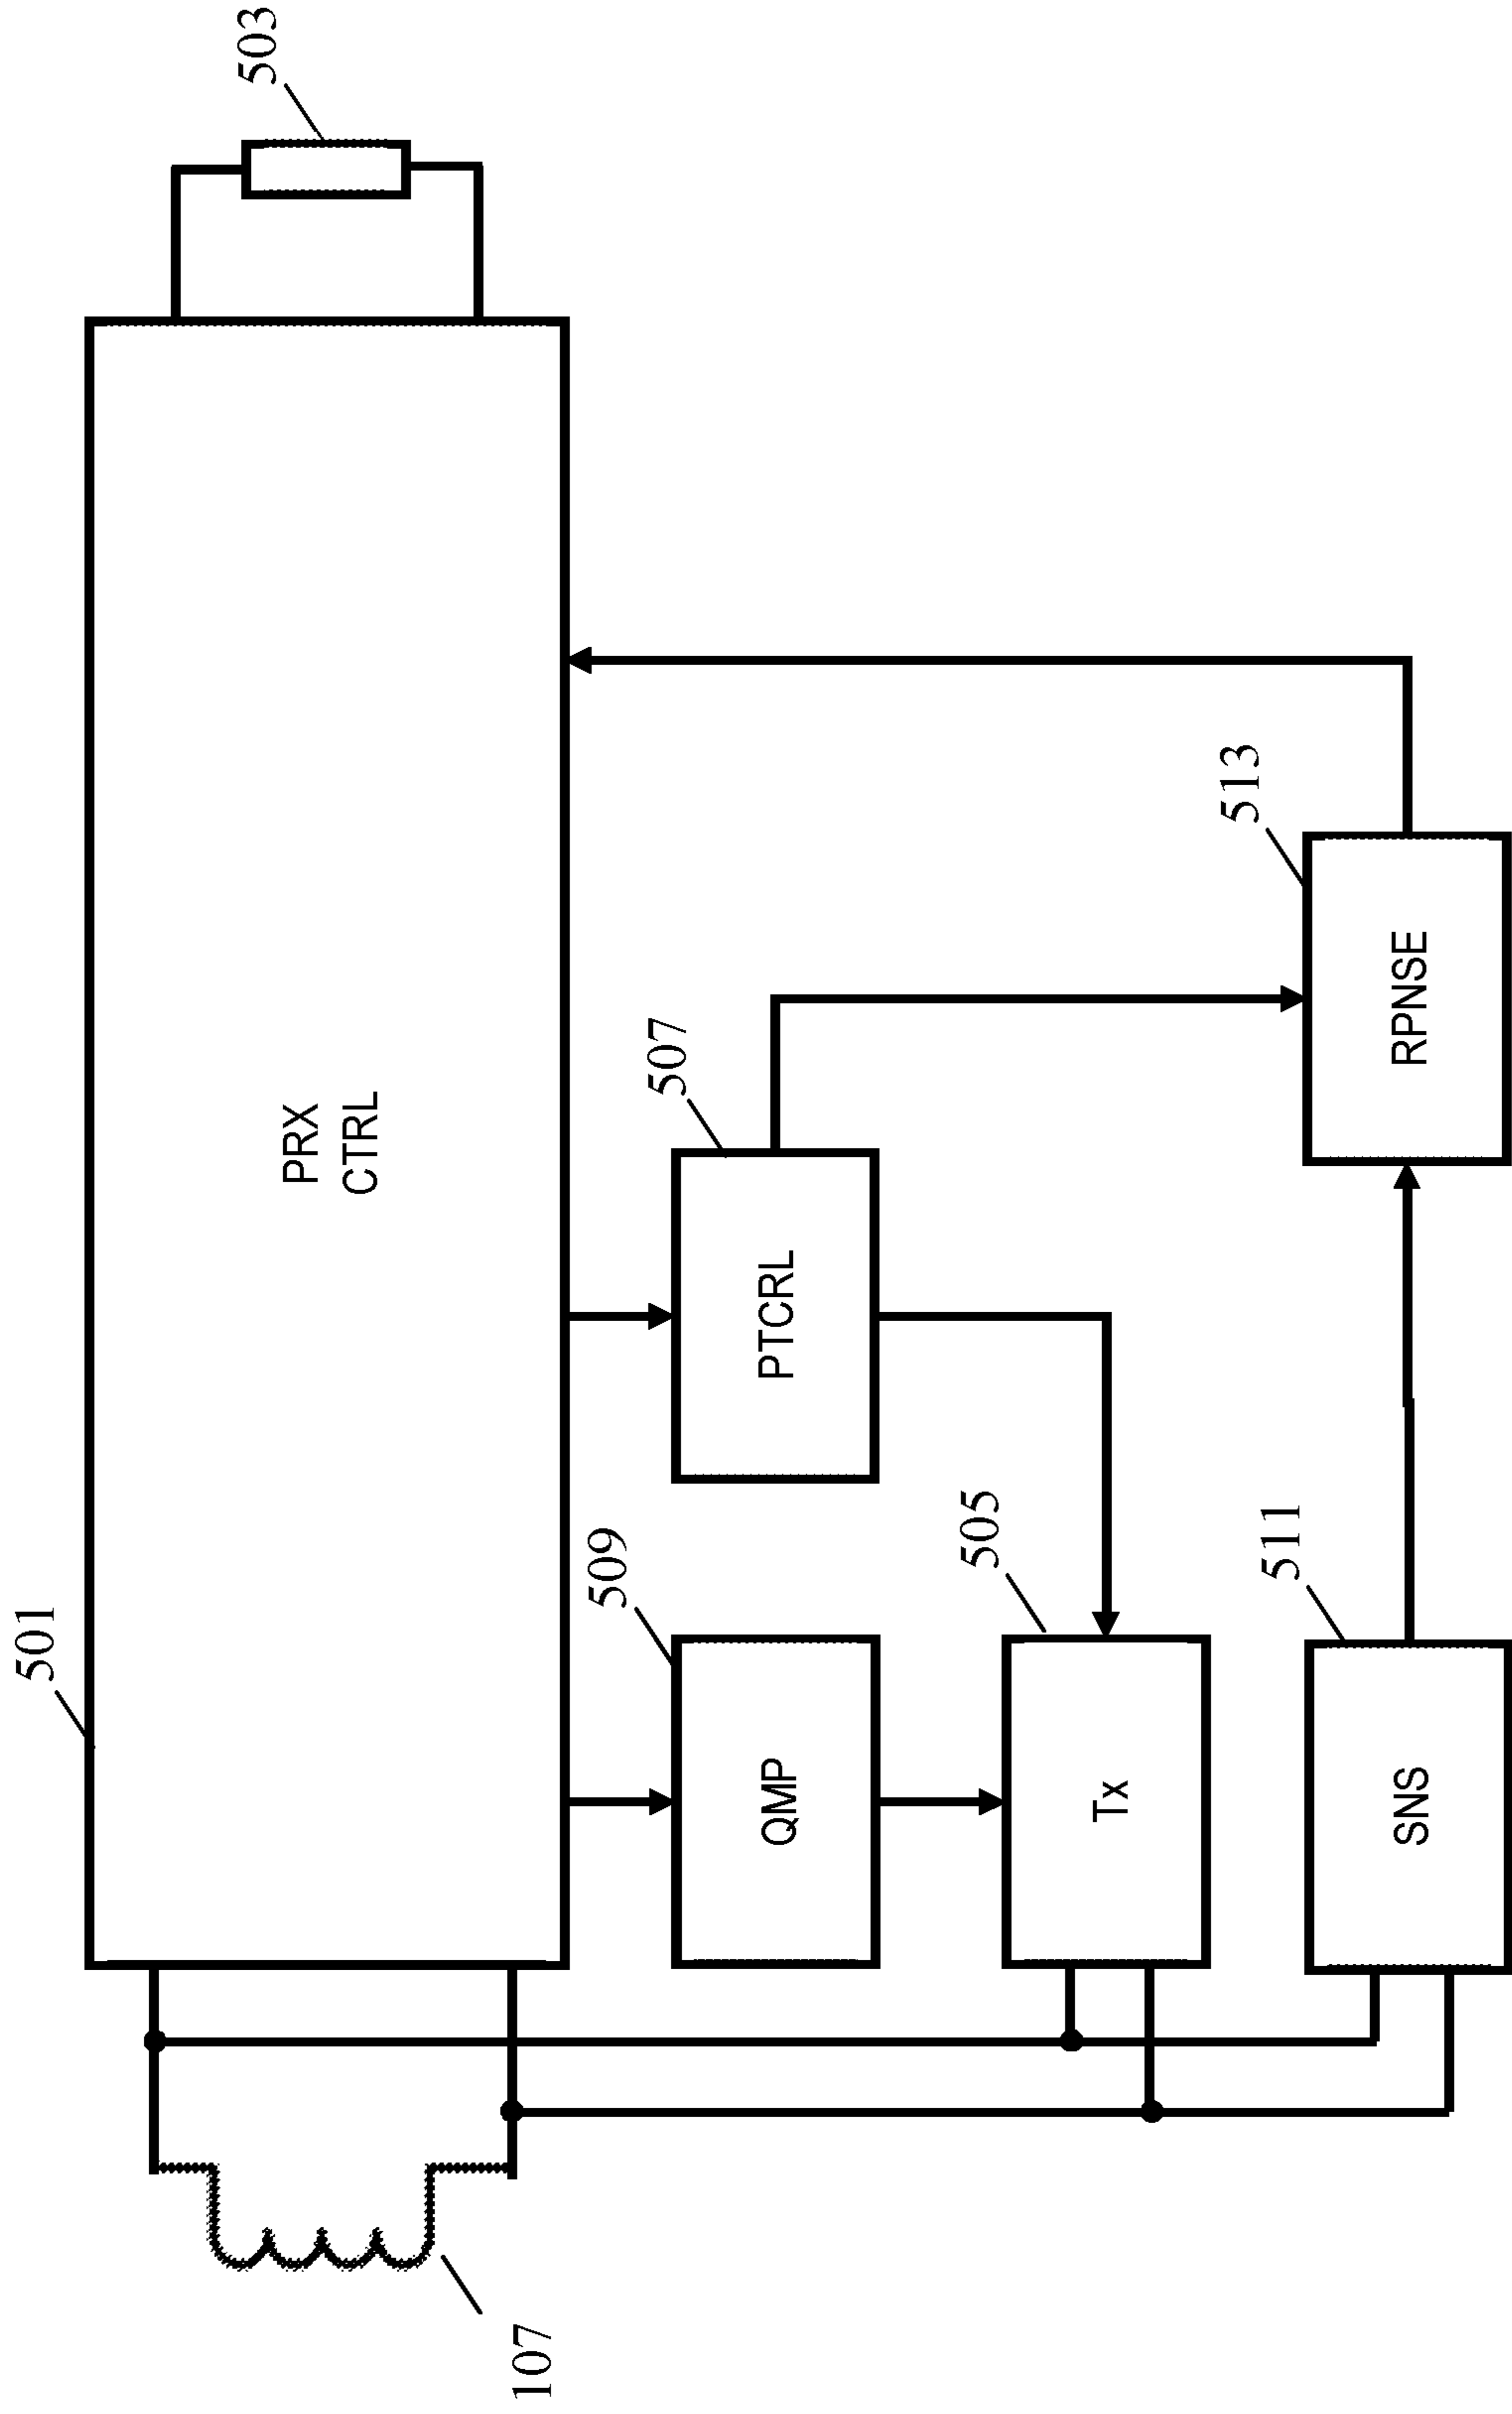 501
503
PRX
CTRL
107
509
QMP
507
PTCRL
505
Tx
511
SNS
513
RPNSE